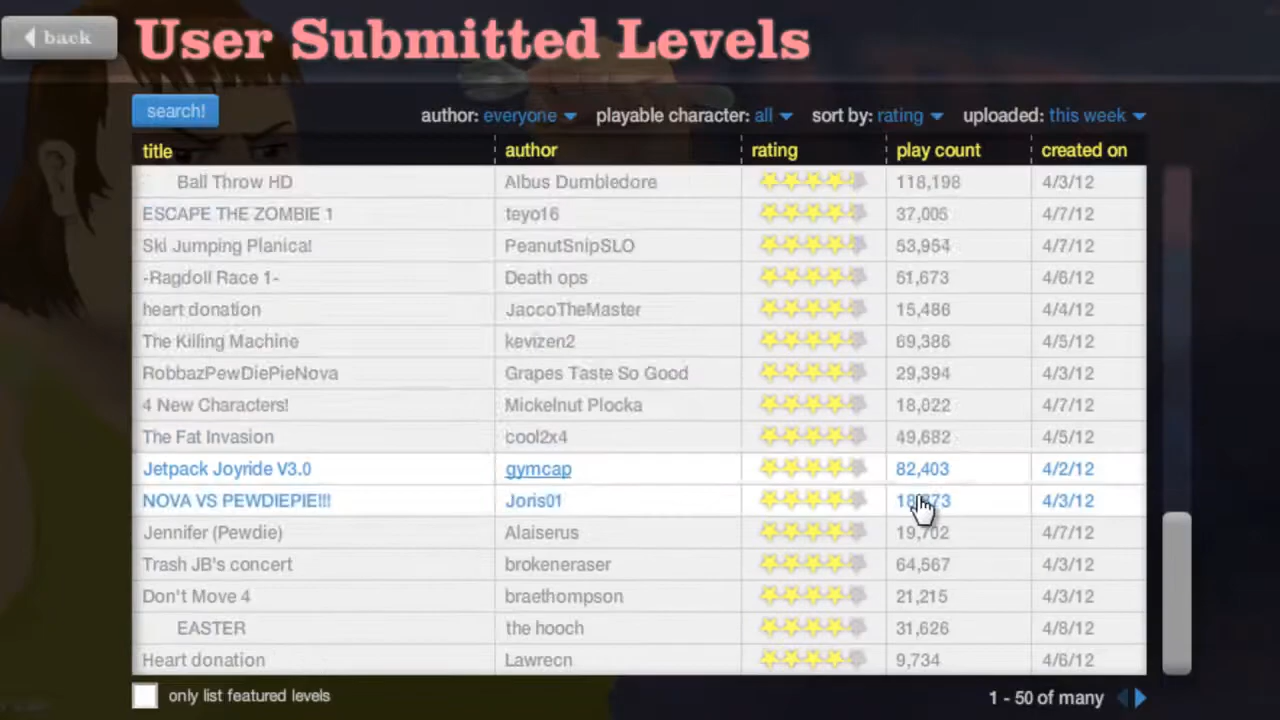 back
User Submitted Levels
search!
author: everyone playable character: all sort by: rating uploaded: this week
title author rating play count created on
Ball Throw HD Albus Dumbledore 118,198 4/3/12
ESCAPE THE ZOMBIE 1 teyo16 37,005 4/7/12
Ski Jumping Planica! PeanutSnipSLO 53,954 4/7/12
-Ragdoll Race 1- Death ops 51,673 4/6/12
heart donation JaccoTheMaster 15,486 4/4/12
The Killing Machine kevizen2 69,386 4/5/12
RobbazPewDiePieNova Grapes Taste So Good 29,394 4/3/12
4 New Characters! Mickelnut Plocka 18,022 4/7/12
The Fat Invasion cool2x4 49,682 4/5/12
Jetpack Joyride V3.0 gymcap 82,403 4/2/12
NOVA VS PEWDIEPIE!!! Joris01 4/3/12
Jennifer (Pewdie) Alaiserus 19,702 4/7/12
Trash JB's concert brokeneraser 64,567 4/3/12
Don't Move 4 braethompson 21,215 4/3/12
EASTER the hooch 31,626 4/8/12
Heart donation Lawrecn 9,734 4/6/12
only list featured levels 1 - 50 of many